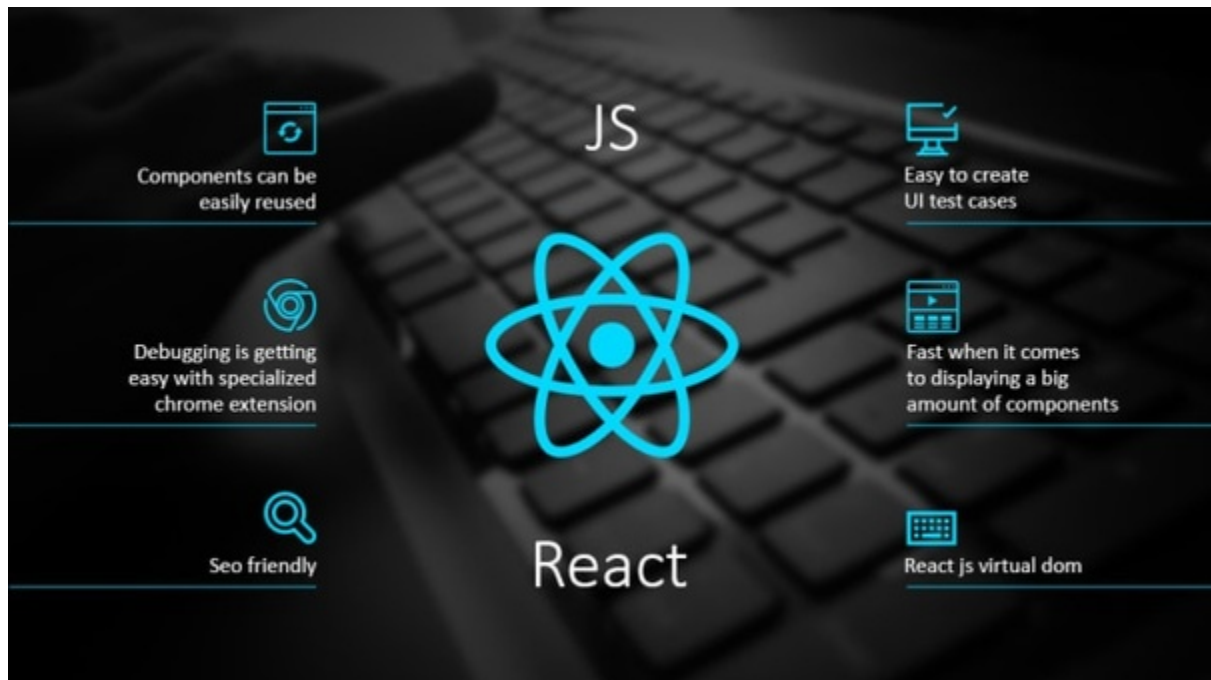 JS
Components can be
easily reused
Debugging is getting
easy with specialized
chrome extension
Seo friendly
Easy to create
UI test cases
Fast when it comes
to displaying a big
amount of components
React js virtual dom
React